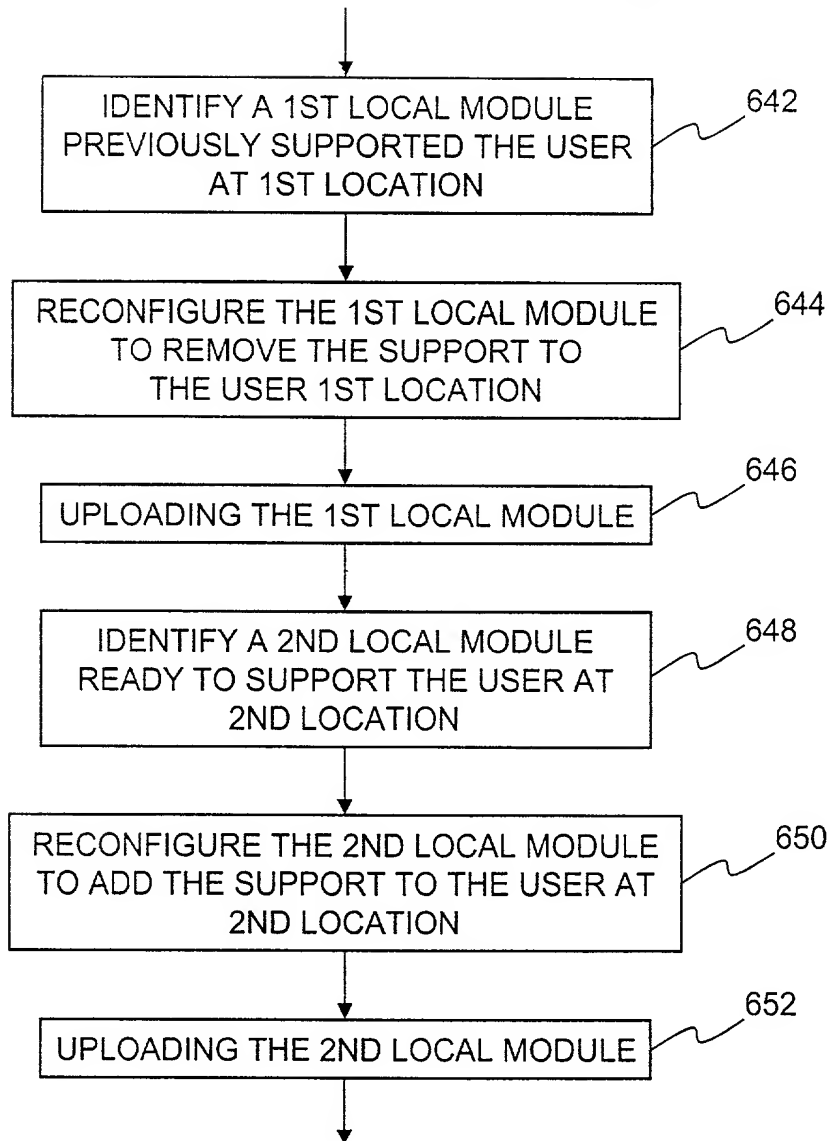 IDENTIFY A 1ST LOCAL MODULE
PREVIOUSLY SUPPORTED THE USER
AT 1ST LOCATION
642
RECONFIGURE THE 1ST LOCAL MODULE
TO REMOVE THE SUPPORT TO
THE USER 1ST LOCATION
644
UPLOADING THE 1ST LOCAL MODULE
646
IDENTIFY A 2ND LOCAL MODULE
READY TO SUPPORT THE USER AT
2ND LOCATION
648
RECONFIGURE THE 2ND LOCAL MODULE
TO ADD THE SUPPORT TO THE USER AT
2ND LOCATION
650
UPLOADING THE 2ND LOCAL MODULE
652